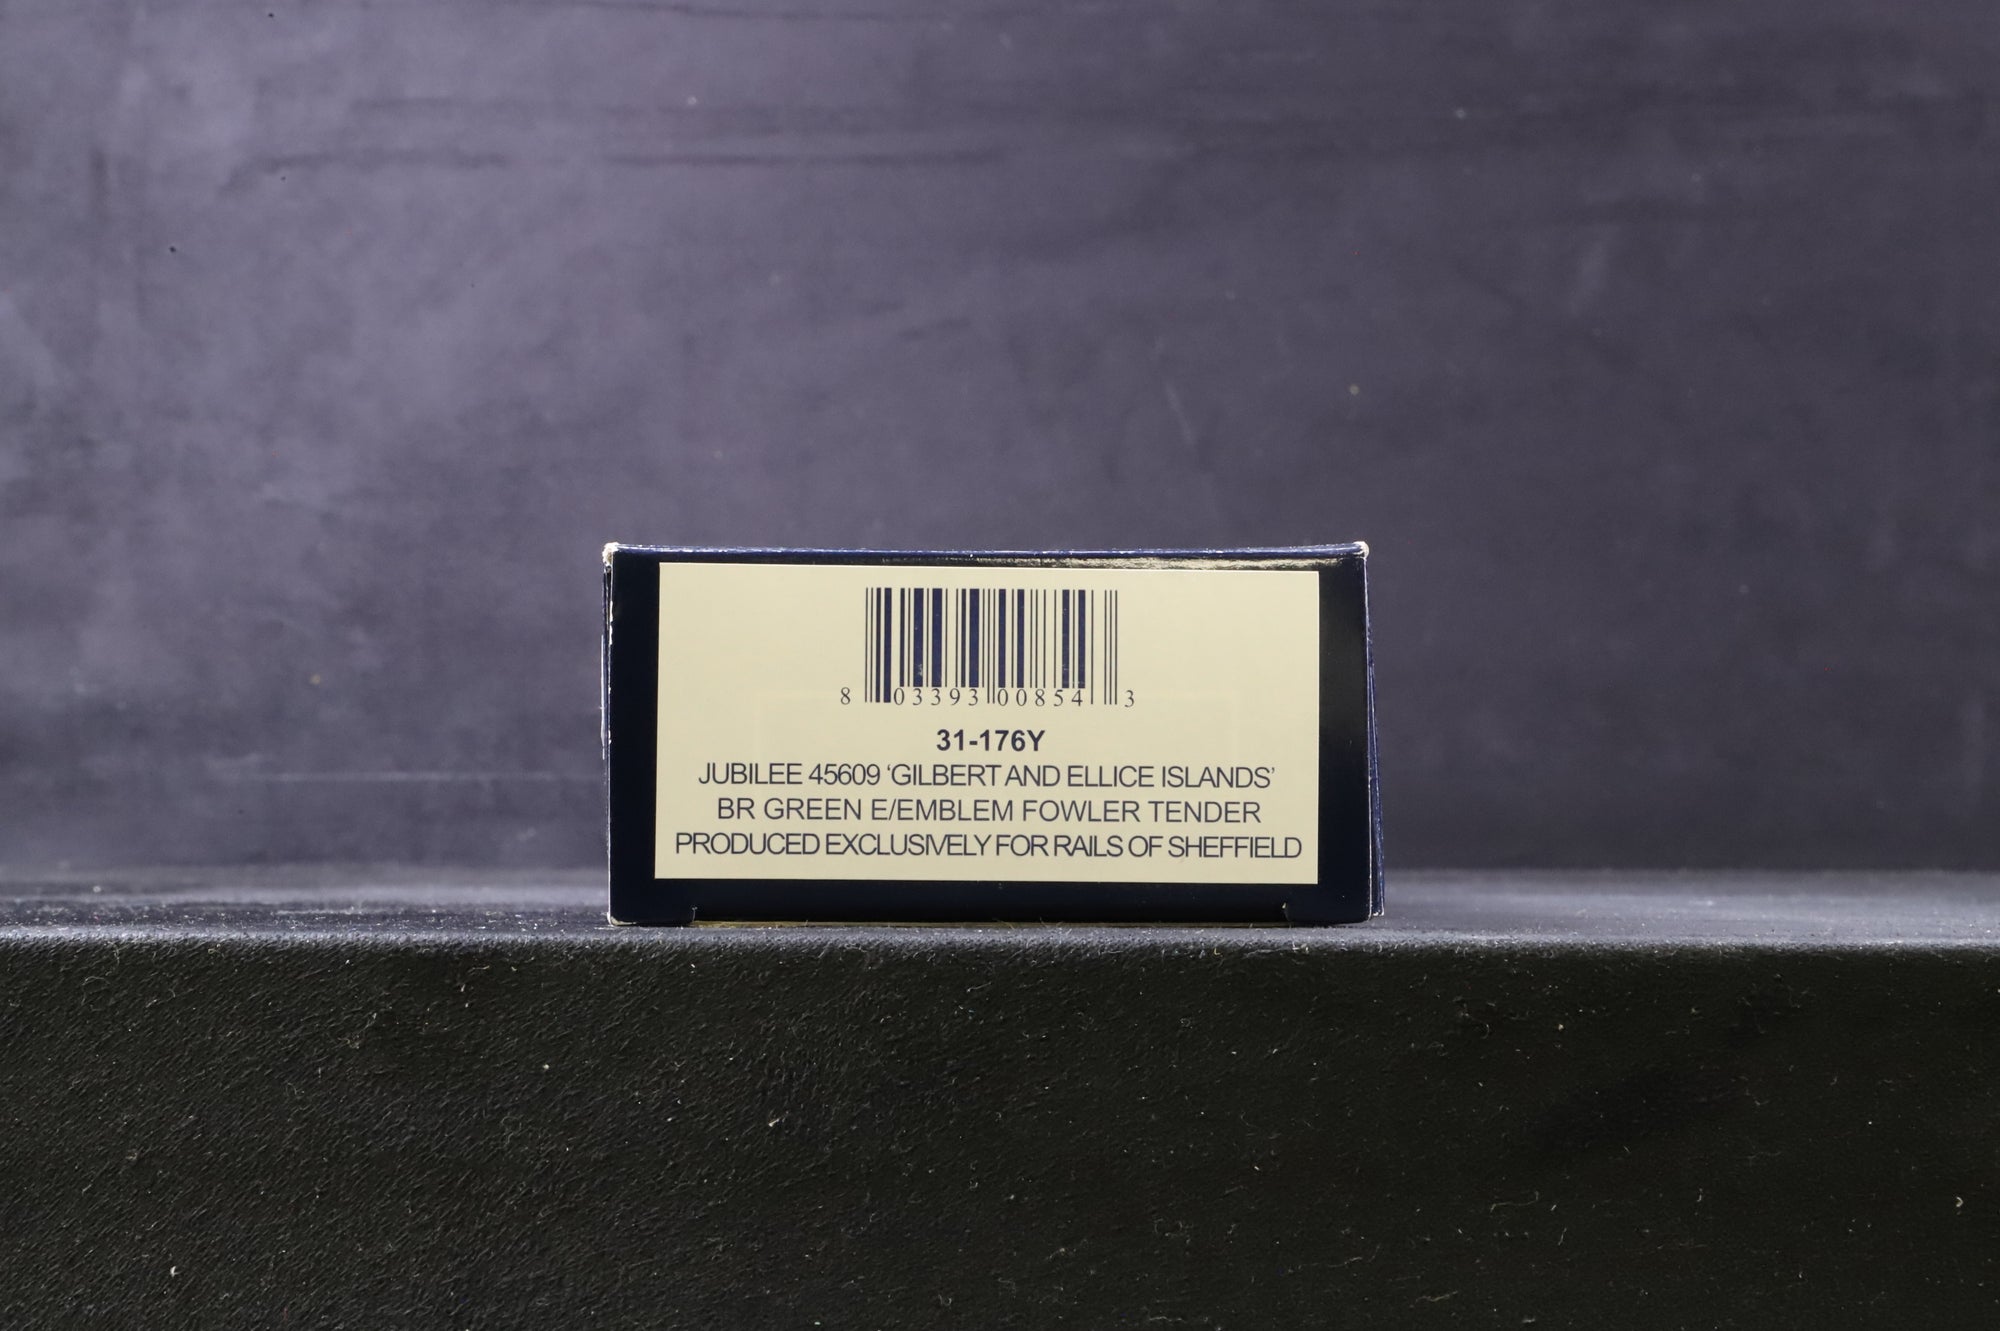 8 033393 00854 3
31-176Y
JUBILEE 45609 ‘GILBERT AND ELLICE ISLANDS’
BR GREEN E/EMBLEM FOWLER TENDER
PRODUCED EXCLUSIVELY FOR RAILS OF SHEFFIELD